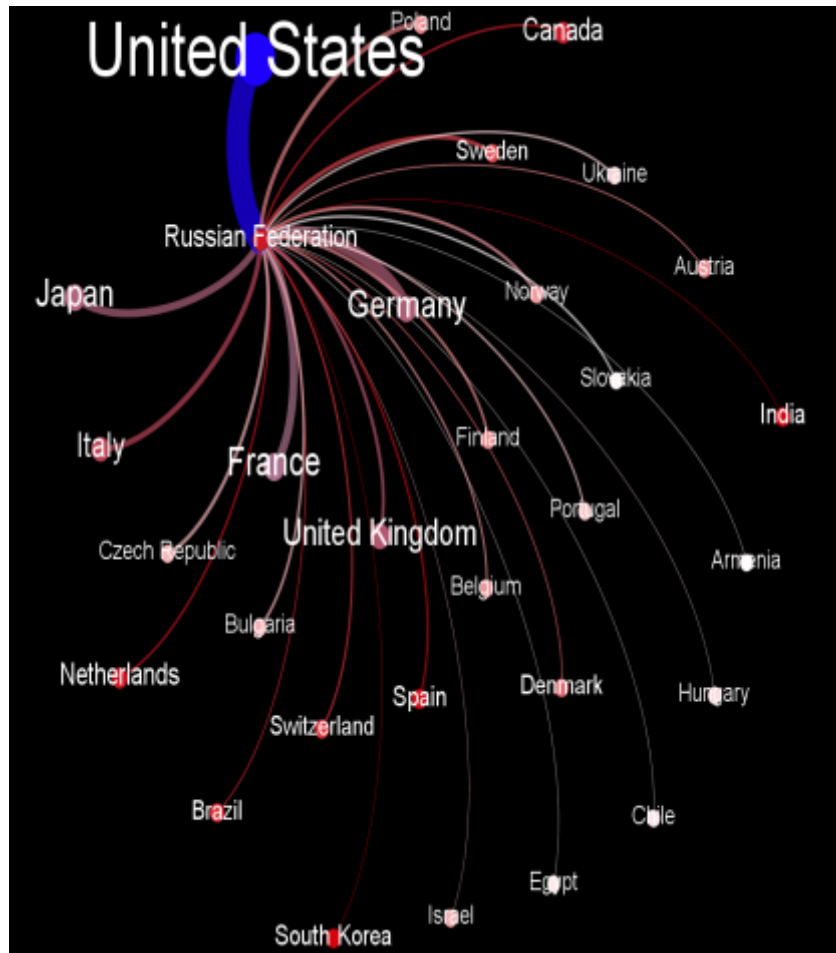 Poland
Canada
United States
Sweden
Ukraine
Russian Federation
Austria
Japan
Germany
Norway
Slovakia
India
Italy
France
Finland
Portugal
United Kingdom
Czech Republic
Armenia
Belgium
Bulgaria
Netherlands
Spain
Denmark
Hungary
Switzerland
Brazil
Chile
Egypt
Israel
South Korea